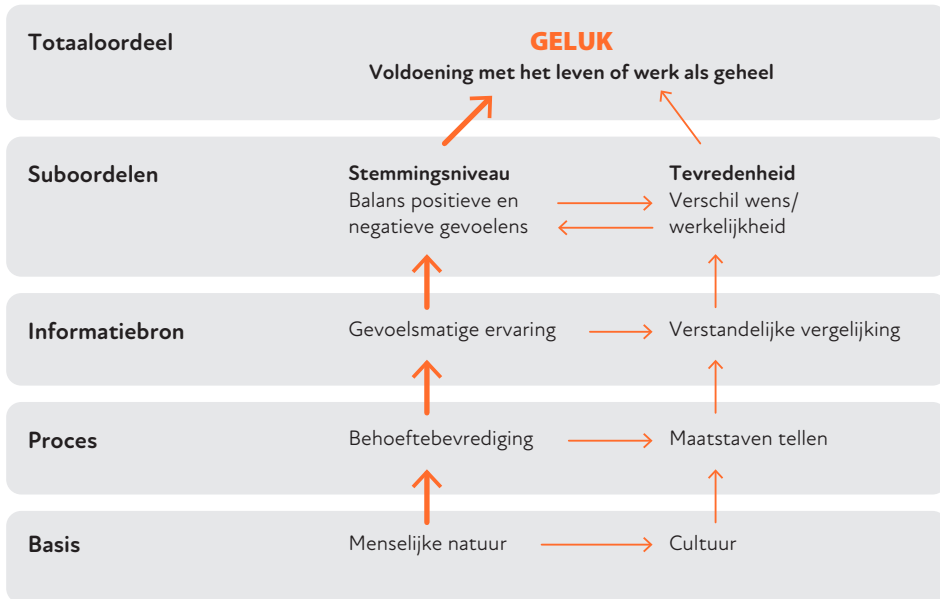 Totaaloordeel
GELUK
Voldoening met het leven of werk als geheel
Suboordelen
Stemmingsniveau
Balans positieve en
negatieve gevoelens
Tevredenheid
Verschil wens/
werkelijkheid
Informatiebron
Gevoelsmatige ervaring
Verstandelijke vergelijking
Proces
Behoeftebevrediging
Maatstaven tellen
Basis
Menselijke natuur
Cultuur